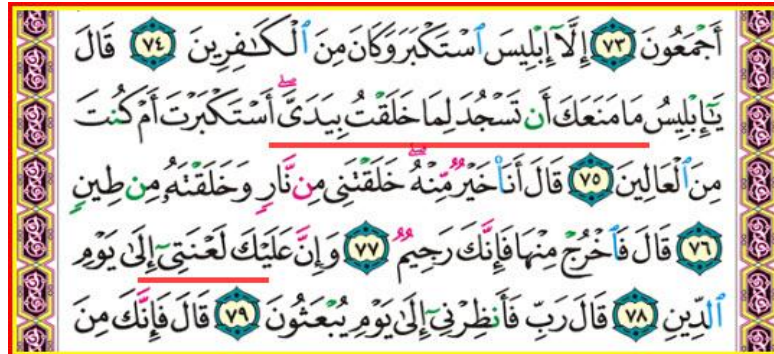 أَجْمَعُونَ ٧٣ إِلَّآ إِبْلِيسَ ٱسْتَكْبَرَ وَكَانَ مِنَ ٱلْكَـٰفِرِينَ ٧٤ قَالَ
يَـٰٓإِبْلِيسُ مَا مَنَعَكَ أَن تَسْجُدَ لِمَا خَلَقْتُ بِيَدَىَّ ۖ أَسْتَكْبَرْتَ أَمْ كُنتَ
مِنَ ٱلْعَالِينَ ٧٥ قَالَ أَنَا۠ خَيْرٌ مِّنْهُ ۖ خَلَقْتَنِى مِن نَّارٍ وَخَلَقْتَهُۥ مِن طِينٍ
٧٦ قَالَ فَٱخْرُجْ مِنْهَا فَإِنَّكَ رَجِيمٌ ٧٧ وَإِنَّ عَلَيْكَ لَعْنَتِىٓ إِلَىٰ يَوْمِ
ٱلدِّينِ ٧٨ قَالَ رَبِّ فَأَنظِرْنِىٓ إِلَىٰ يَوْمِ يُبْعَثُونَ ٧٩ قَالَ فَإِنَّكَ مِنَ